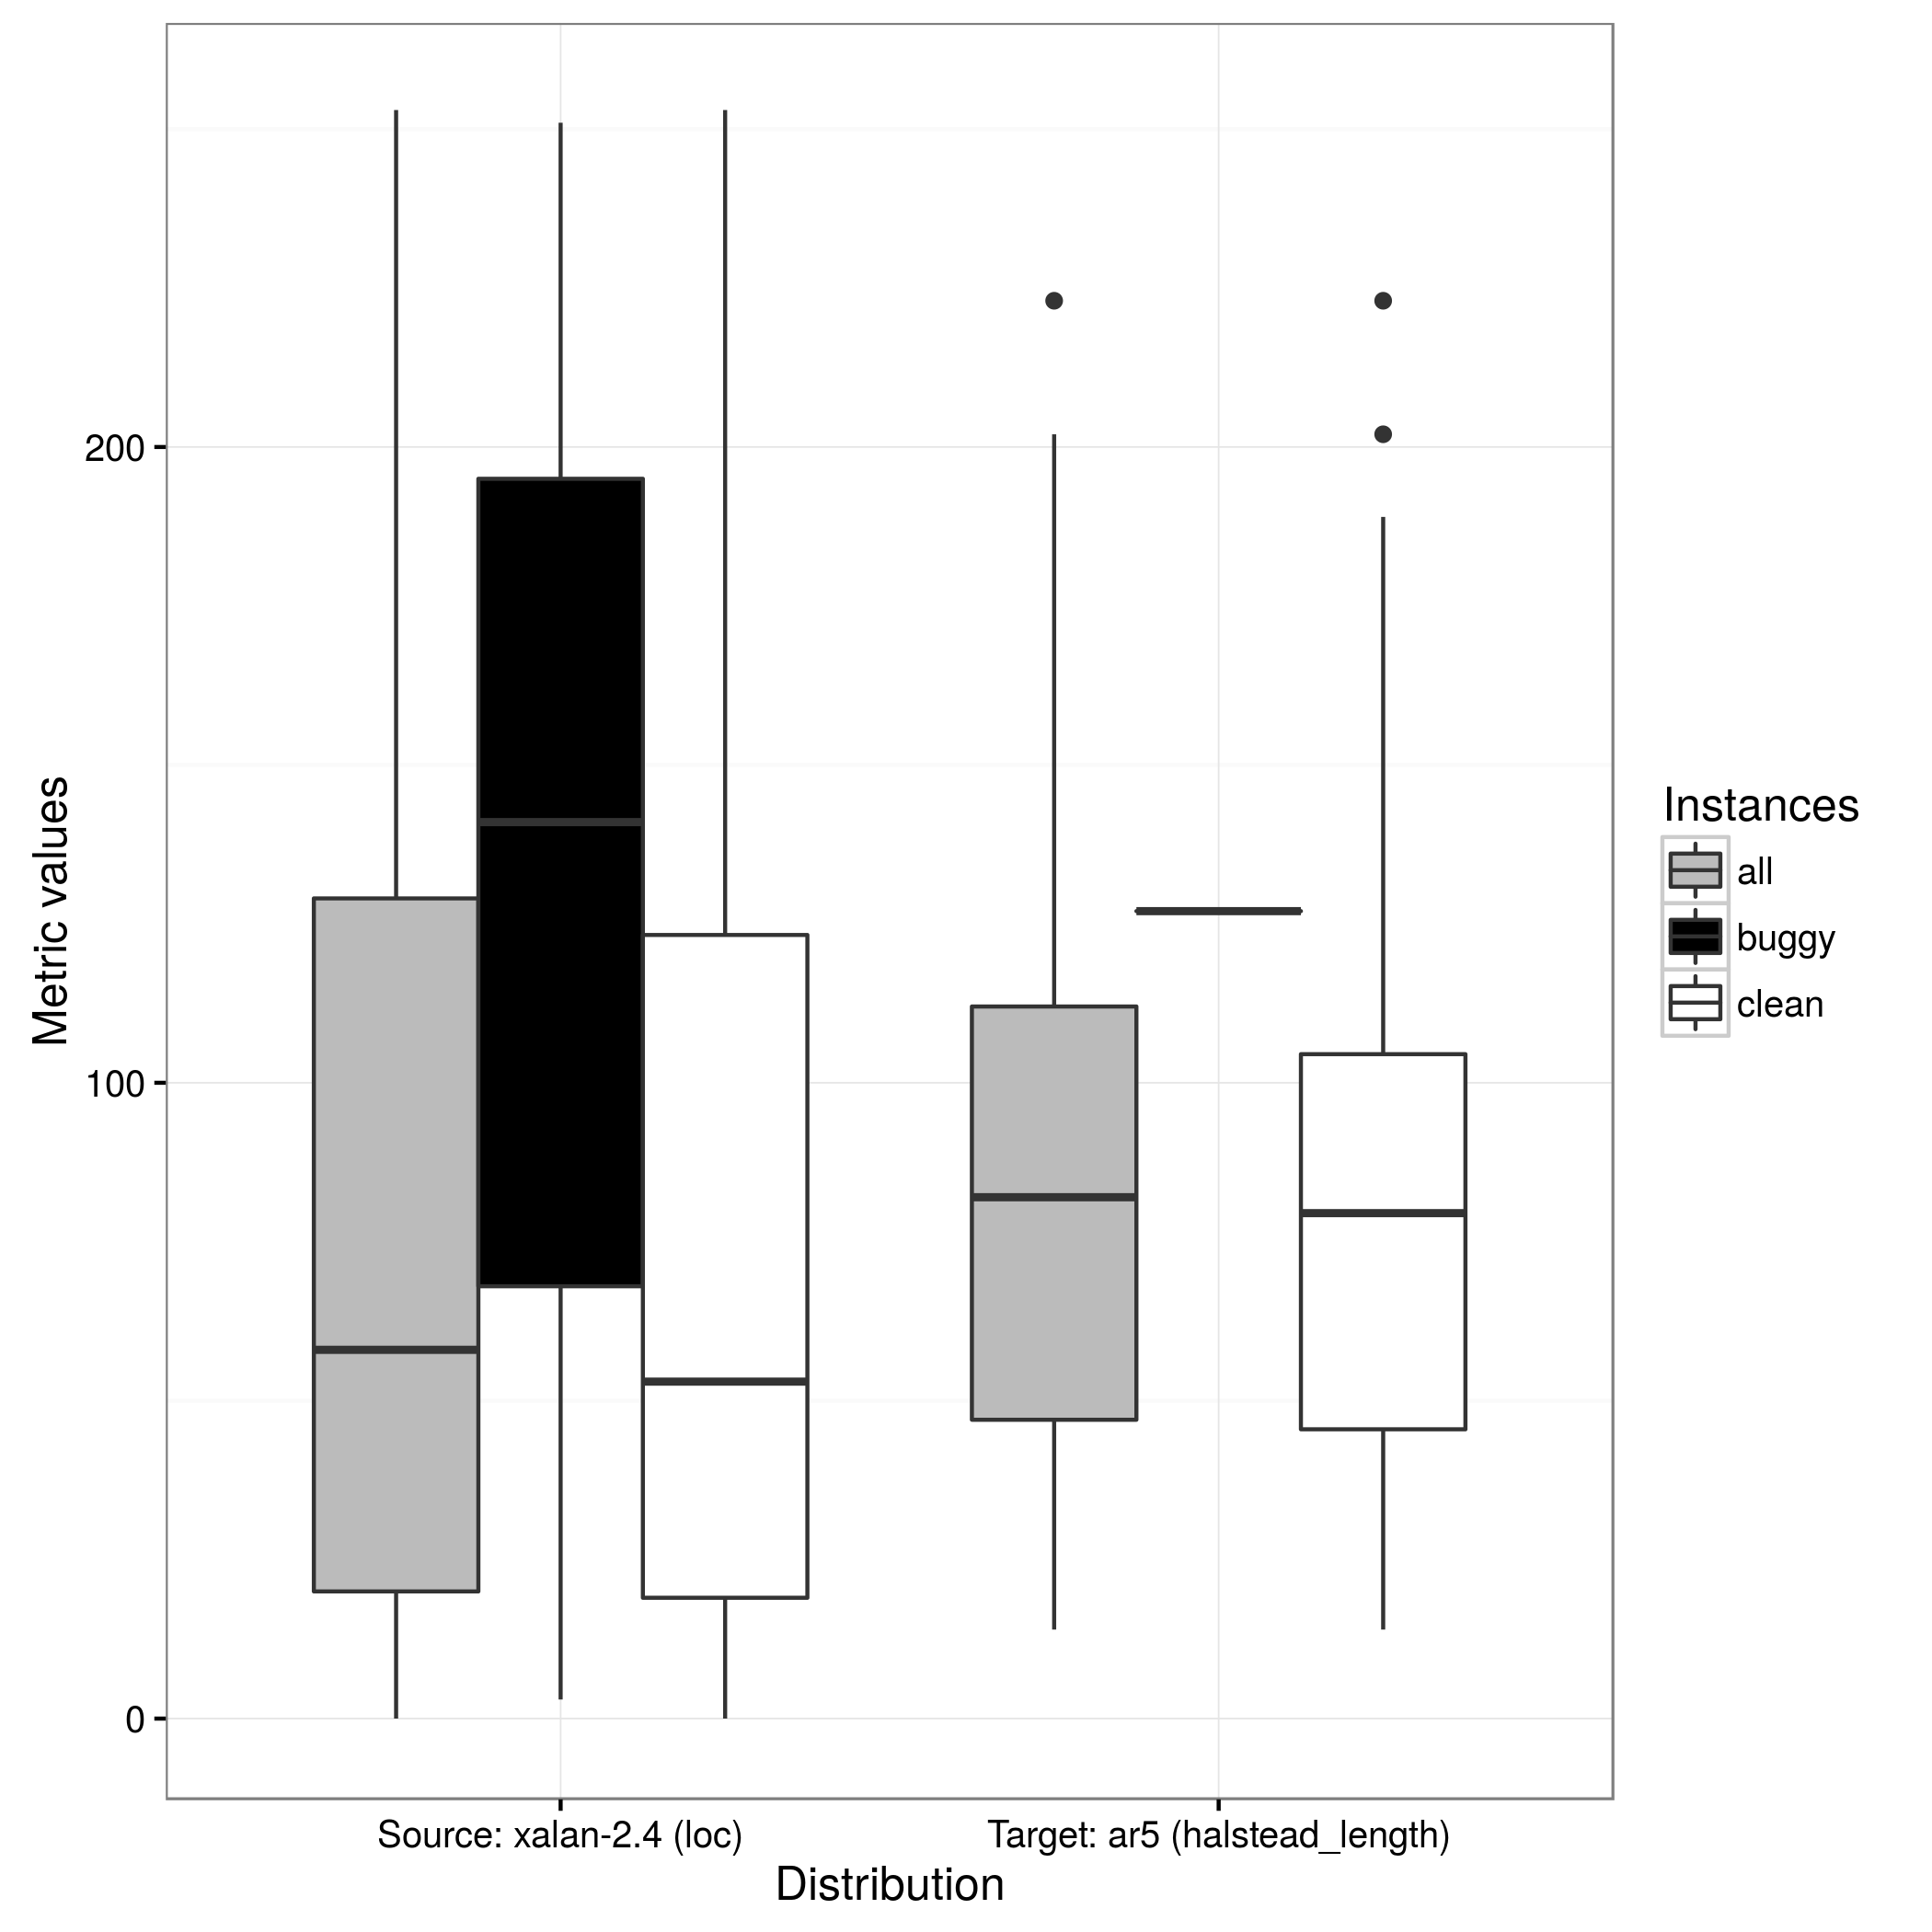 Metric values
200
100
0
Source: xalan-2.4 (loc)
Target: ar5 (halstead_length)
Distribution
Instances
all
buggy
clean